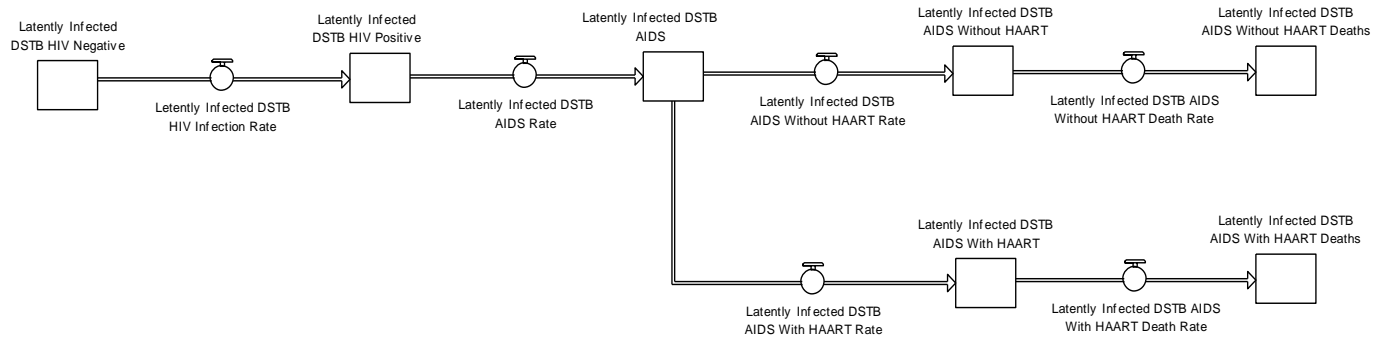 Latently Infected
DSTB HIV Negative
Latently Infected
DSTB HIV Positive
Latently Infected DSTB
AIDS
Latently Infected DSTB
AIDS Without HAART
Latently Infected DSTB
AIDS Without HAART Deaths
Latently Infected DSTB
HIV Infection Rate
Latently Infected DSTB
AIDS Rate
Latently Infected DSTB
AIDS Without HAART Rate
Latently Infected DSTB AIDS
Without HAART Death Rate
Latently Infected DSTB
AIDS With HAART
Latently Infected DSTB
AIDS With HAART Deaths
Latently Infected DSTB
AIDS With HAART Rate
Latently Infected DSTB AIDS
With HAART Death Rate